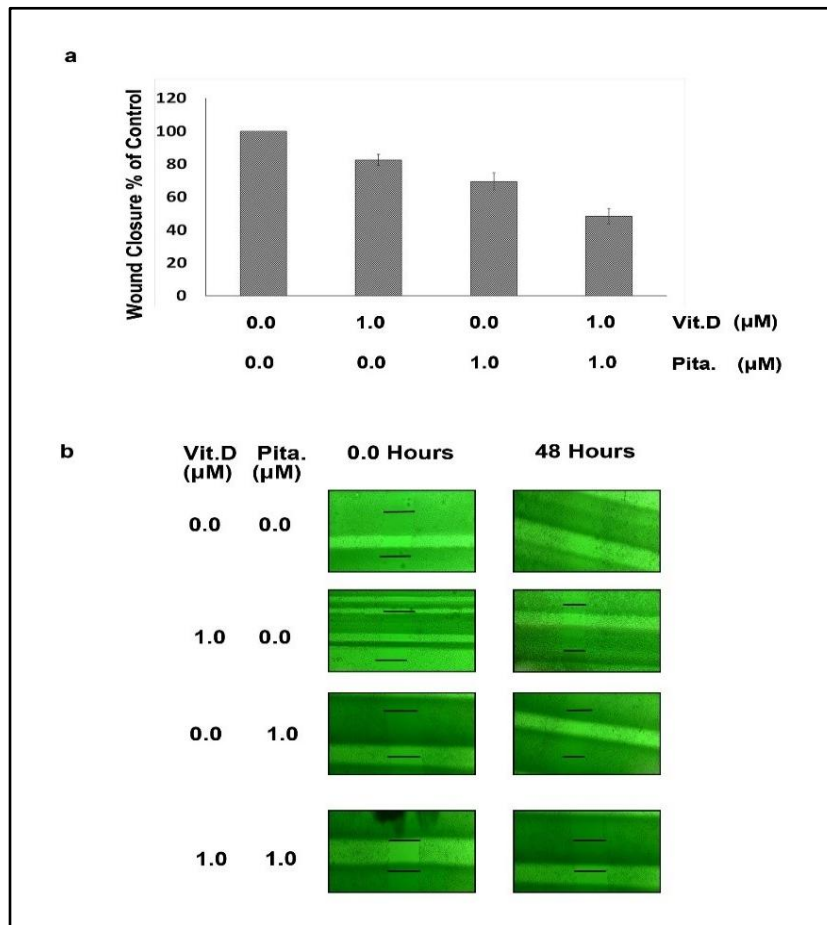 a
Wound Closure % of Control
120
100
80
60
40
20
0
0.0 1.0 0.0 1.0 Vit.D (µM)
0.0 0.0 1.0 1.0 Pita. (µM)
b
Vit.D Pita. 0.0 Hours 48 Hours
(µM) (µM)
0.0 0.0
1.0 0.0
0.0 1.0
1.0 1.0